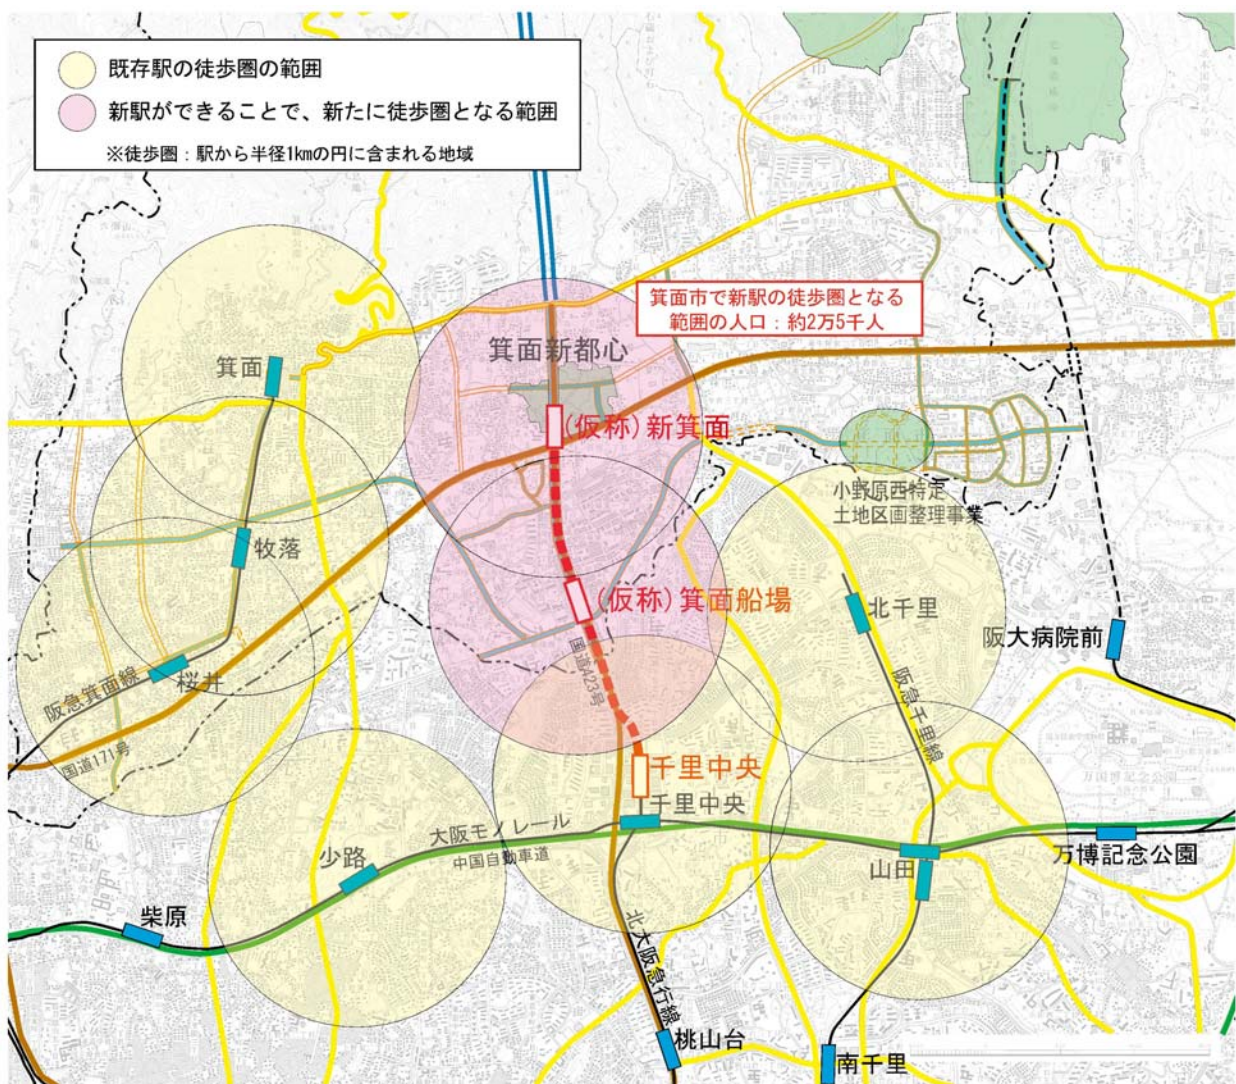 既存駅の徒歩圏の範囲
新駅ができることで、新たに徒歩圏となる範囲
※徒歩圏：駅から半径1kmの円に含まれる地域
箕面市で新駅の徒歩圏となる
範囲の人口：約2万5千人
箕面新都心
箕面
(仮称)新箕面
小野原西特定
土地区画整理事業
牧落
(仮称)箕面船場
北千里
阪大病院前
国道423号
桜井
阪急箕面線
阪急千里線
国道171号
千里中央
千里中央
大阪モノレール
中国自動車道
少路
山田
万博記念公園
柴原
北大阪急行線
桃山台
南千里